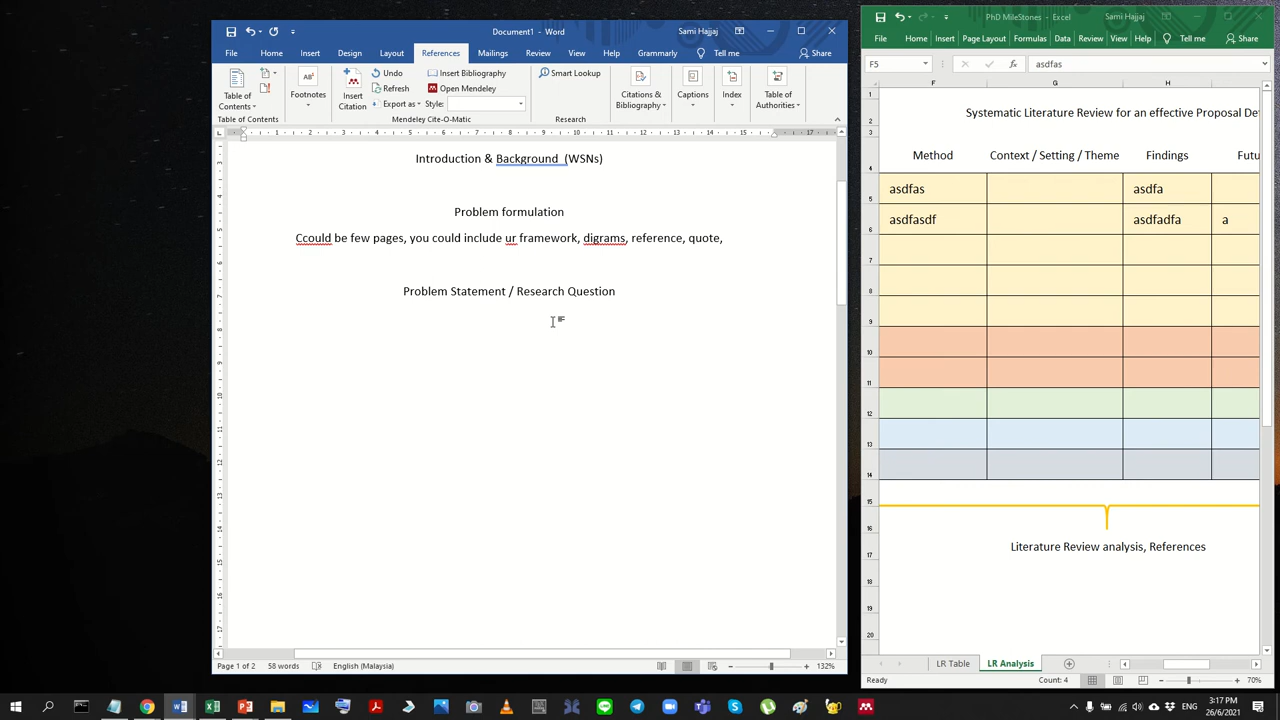 Document1 - Word
Sami Hajjaj
File Home Insert Design Layout References Mailings Review View Help Grammarly Tell me Share
Table of Contents
Footnotes
Insert Citation
Undo
Refresh
Export as
Insert Bibliography
Open Mendeley
Style:
Smart Lookup
Citations & Bibliography
Captions
Index
Table of Authorities
Table of Contents
Mendeley Cite-O-Matic
Research
Introduction & Background (WSNs)
Problem formulation
Ccould be few pages, you could include ur framework, digrams, reference, quote,
Problem Statement / Research Question
Page 1 of 2 58 words English (Malaysia) 132%
PhD MileStones - Excel
Sami Hajjaj
File Home Insert Page Layout Formulas Data Review View Help Tell me Share
F5 fx asdfas
F G H
Systematic Literature Review for an effective Proposal De
Method Context / Setting / Theme Findings Futu
asdfas asdfa
asdfasdf asdfadfa a
Literature Review analysis, References
LR Table LR Analysis
Ready Count: 4 70%
ENG
3:17 PM
26/6/2021